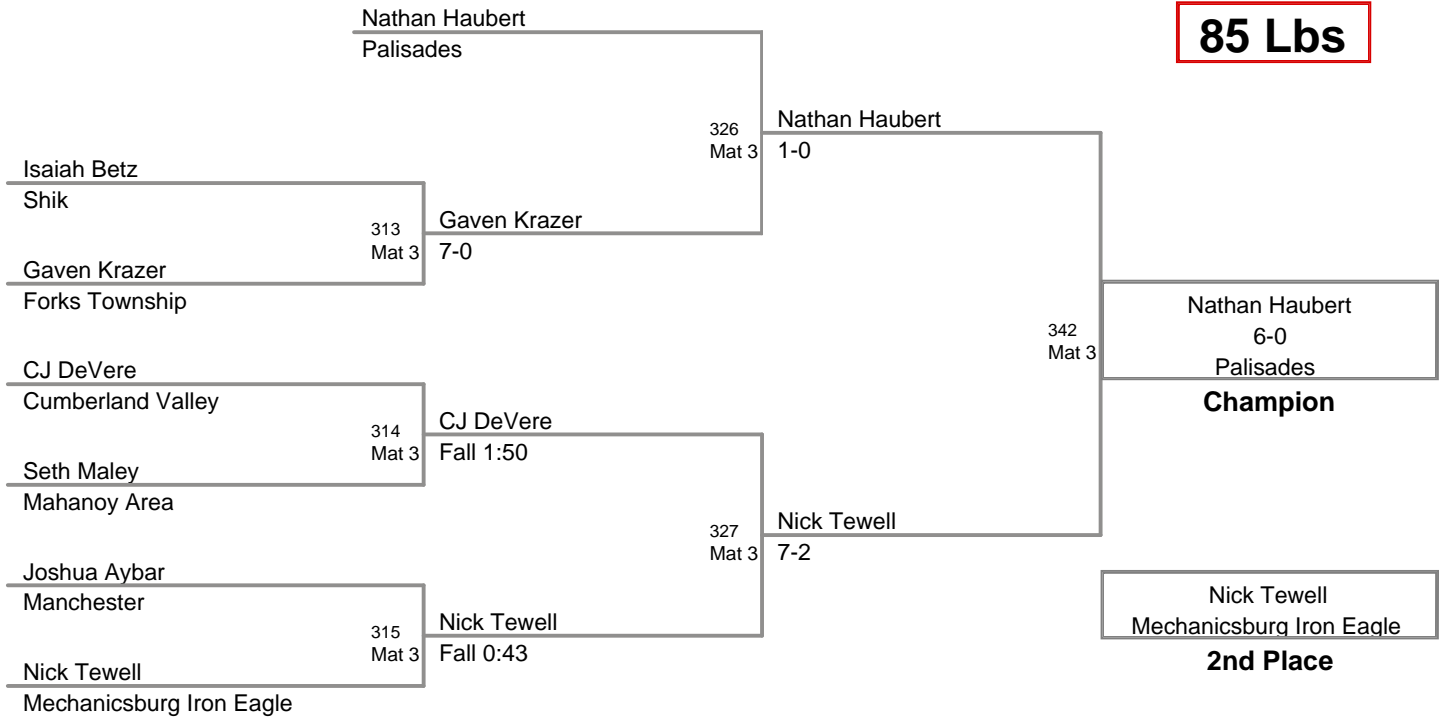 Nathan Haubert
Palisades
85 Lbs
326
Mat 3
Nathan Haubert
1-0
Isaiah Betz
Shik
313
Mat 3
Gaven Krazer
7-0
Gaven Krazer
Forks Township
342
Mat 3
Nathan Haubert
6-0
Palisades
Champion
CJ DeVere
Cumberland Valley
314
Mat 3
CJ DeVere
Fall 1:50
Seth Maley
Mahanoy Area
327
Mat 3
Nick Tewell
7-2
Joshua Aybar
Manchester
315
Mat 3
Nick Tewell
Fall 0:43
Nick Tewell
Mechanicsburg Iron Eagle
Nick Tewell
Mechanicsburg Iron Eagle
2nd Place